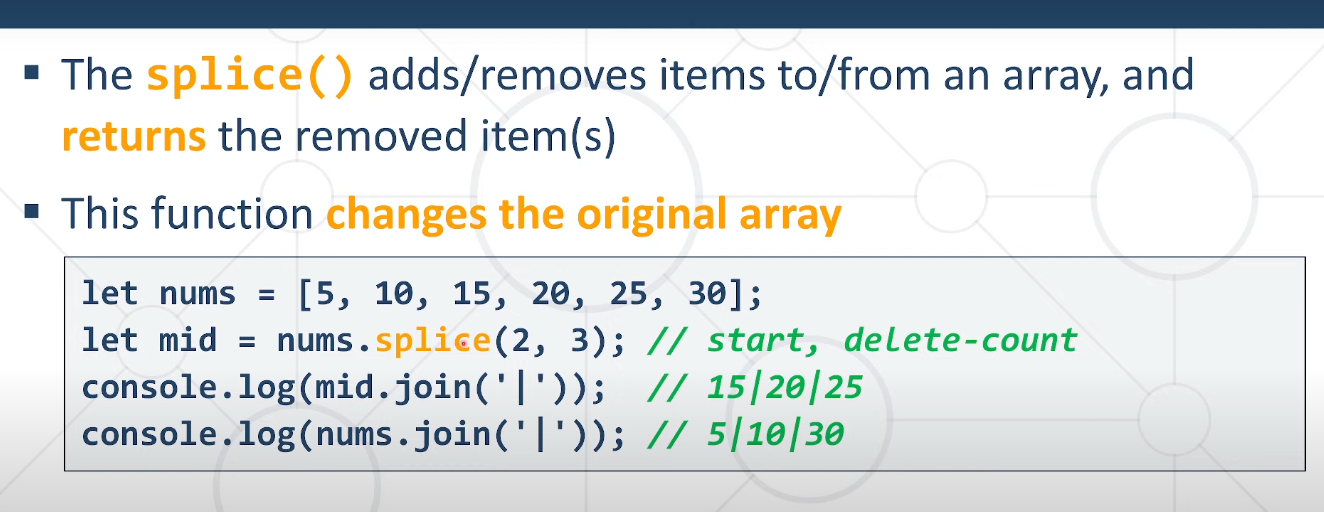 ▪ The splice() adds/removes items to/from an array, and
returns the removed item(s)
▪ This function changes the original array
let nums = [5, 10, 15, 20, 25, 30];
let mid = nums.splice(2, 3); // start, delete-count
console.log(mid.join('|'));  // 15|20|25
console.log(nums.join('|')); // 5|10|30